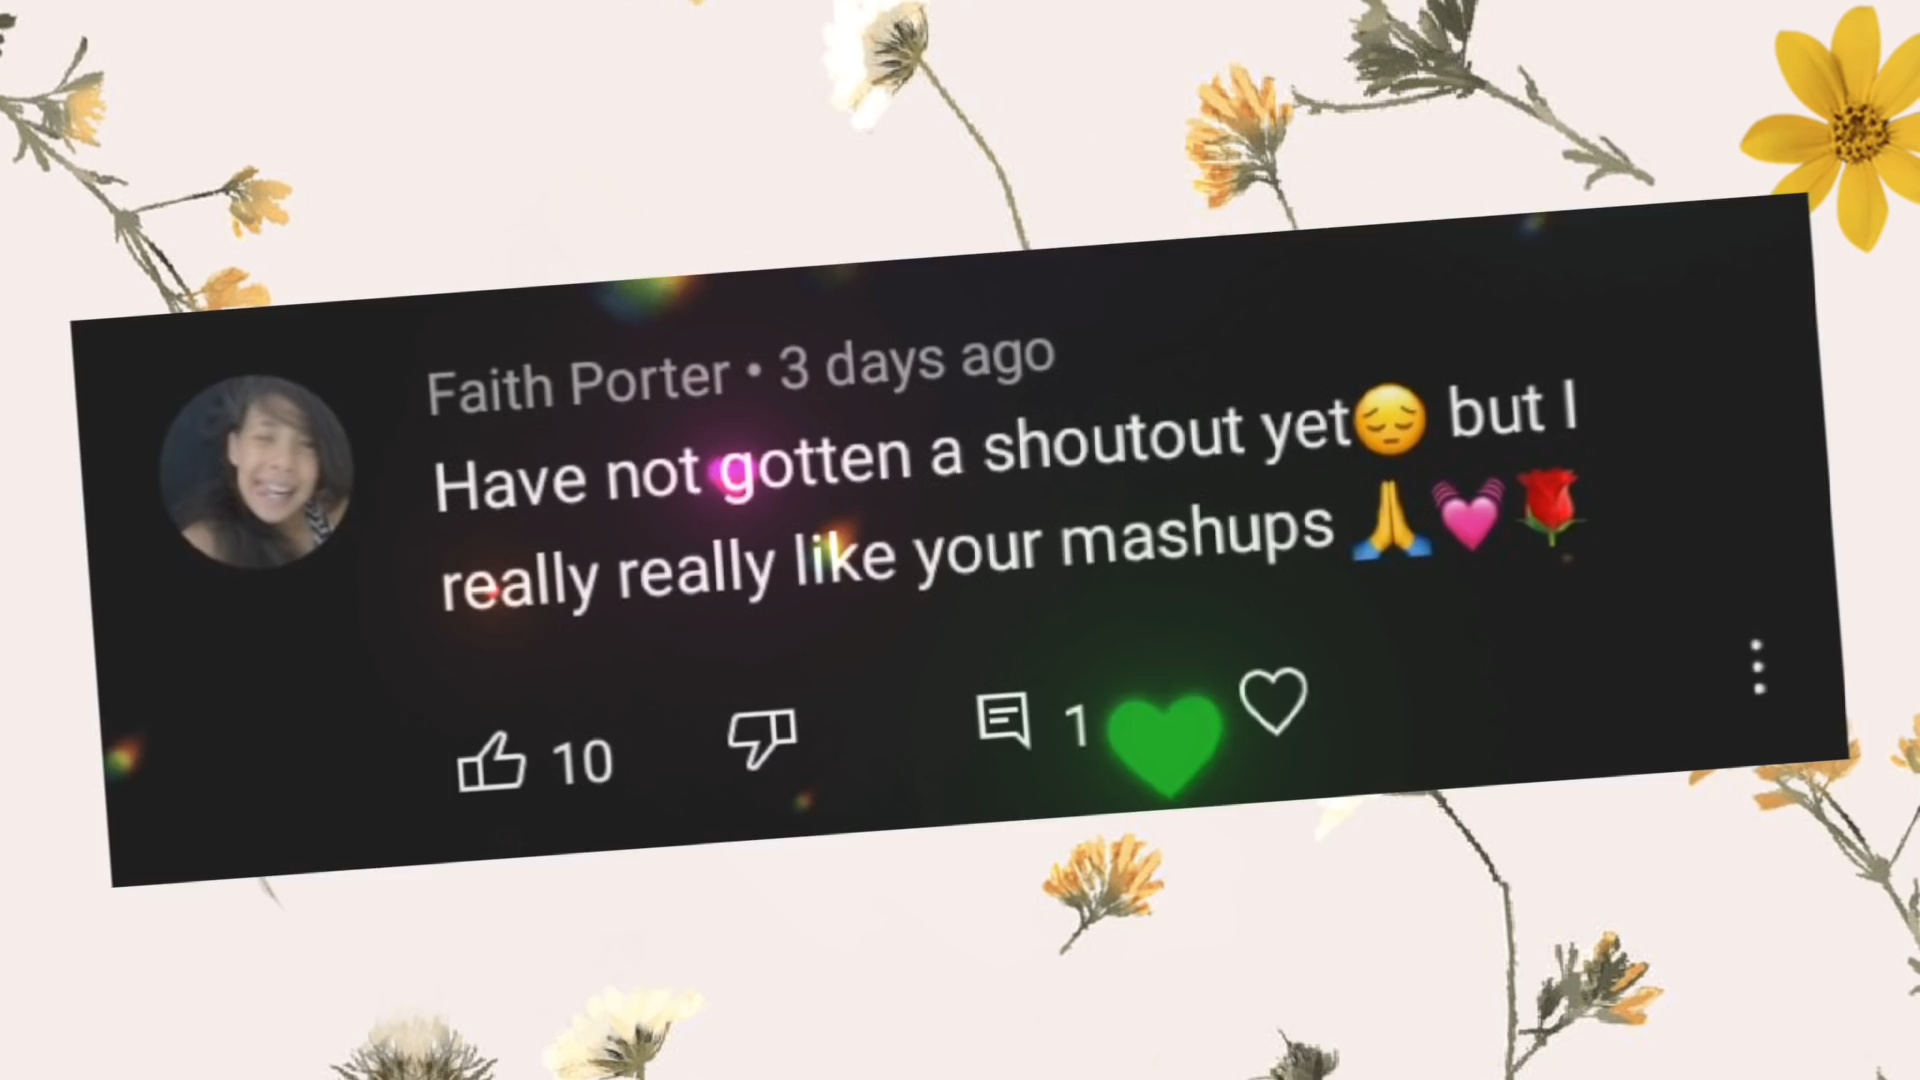 Faith Porter • 3 days ago
Have not gotten a shoutout yet😔 but I
really really like your mashups 🙏💓🌹
10
1